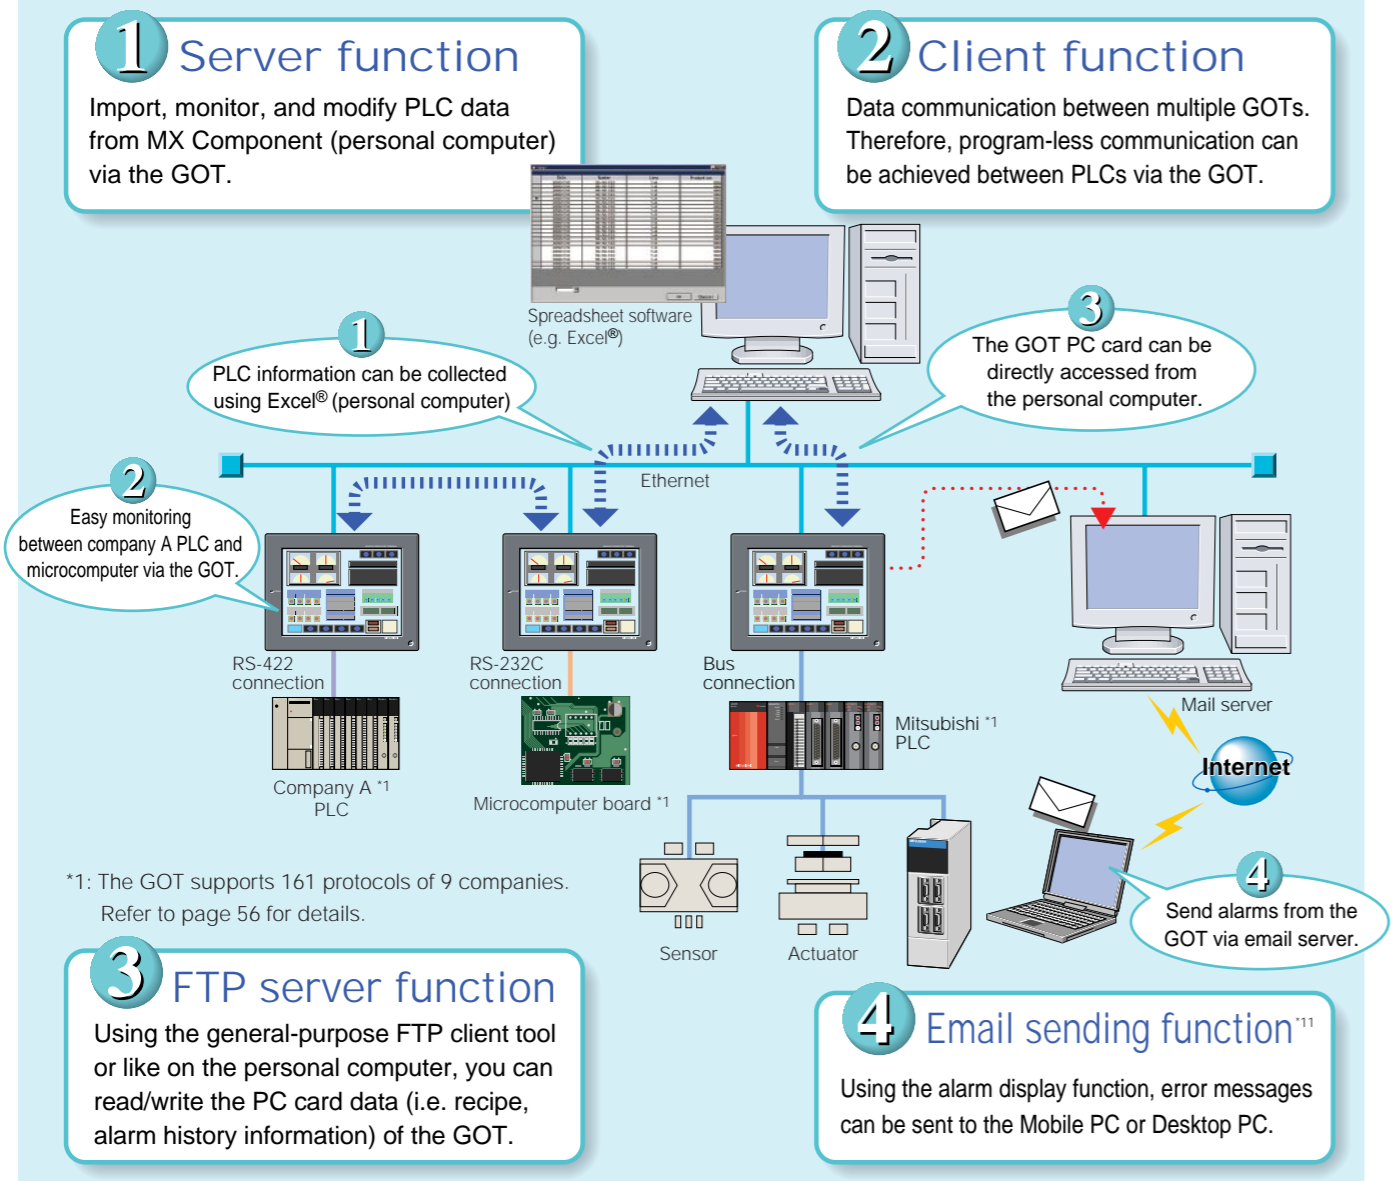 1 Server function
Import, monitor, and modify PLC data
from MX Component (personal computer)
via the GOT.
2 Client function
Data communication between multiple GOTs.
Therefore, program-less communication can
be achieved between PLCs via the GOT.
Spreadsheet software
(e.g. Excel®)
1
PLC information can be collected
using Excel® (personal computer)
3
The GOT PC card can be
directly accessed from
the personal computer.
Ethernet
2
Easy monitoring
between company A PLC and
microcomputer via the GOT.
RS-422
connection
RS-232C
connection
Bus
connection
Company A *1
PLC
Microcomputer board *1
Mitsubishi *1
PLC
Mail server
Internet
Sensor
Actuator
4
Send alarms from the
GOT via email server.
*1: The GOT supports 161 protocols of 9 companies.
Refer to page 56 for details.
3 FTP server function
Using the general-purpose FTP client tool
or like on the personal computer, you can
read/write the PC card data (i.e. recipe,
alarm history information) of the GOT.
4 Email sending function*11
Using the alarm display function, error messages
can be sent to the Mobile PC or Desktop PC.